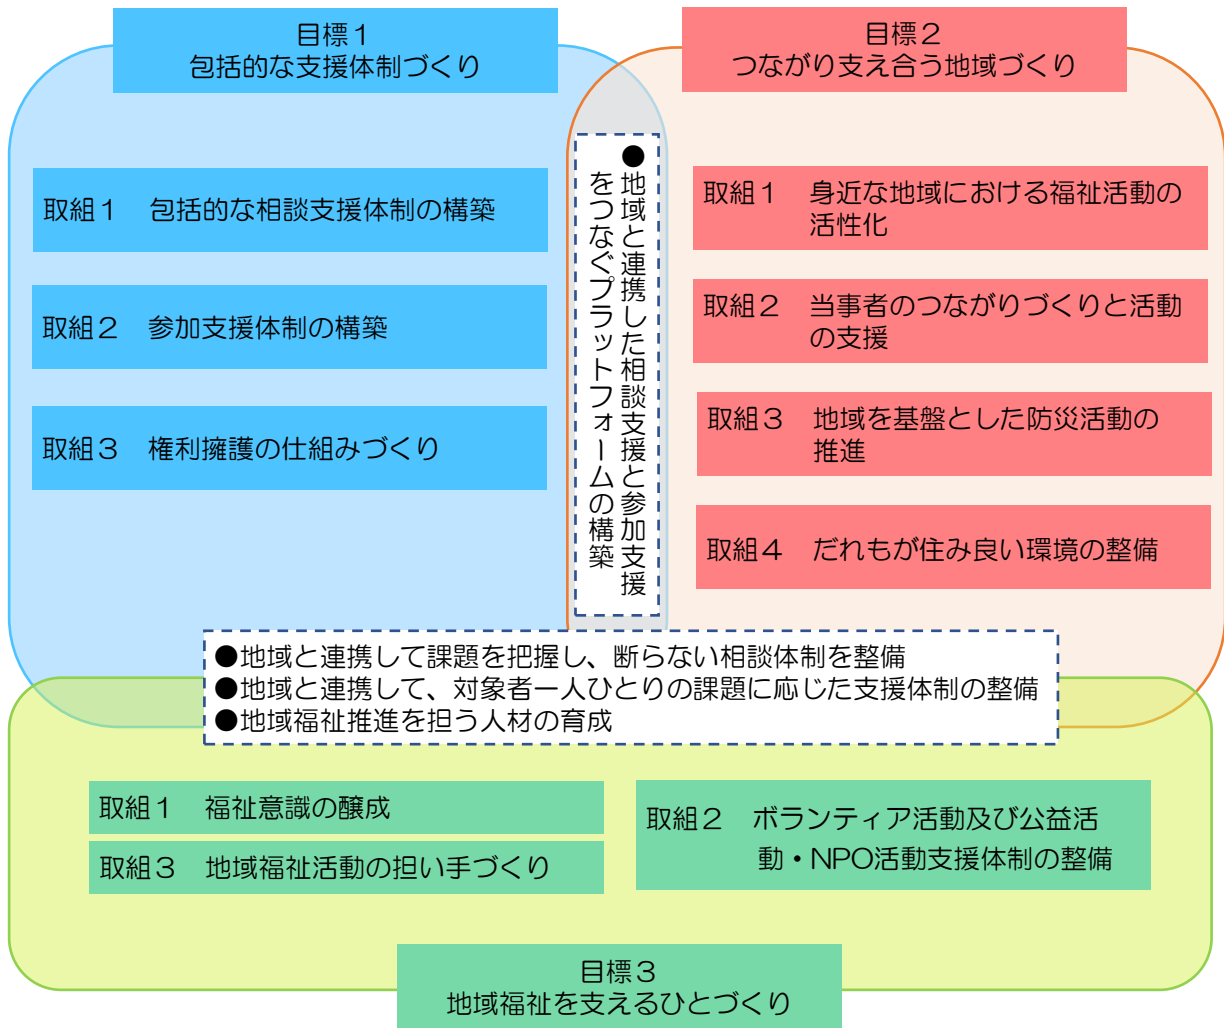 目標１
包括的な支援体制づくり
目標２
つながり支え合う地域づくり
取組１　包括的な相談支援体制の構築
取組２　参加支援体制の構築
取組３　権利擁護の仕組みづくり
●地域と連携した相談支援と参加支援
をつなぐプラットフォームの構築
取組１　身近な地域における福祉活動の
活性化
取組２　当事者のつながりづくりと活動
の支援
取組３　地域を基盤とした防災活動の
推進
取組４　だれもが住み良い環境の整備
●地域と連携して課題を把握し、断らない相談体制を整備
●地域と連携して、対象者一人ひとりの課題に応じた支援体制の整備
●地域福祉推進を担う人材の育成
取組１　福祉意識の醸成
取組３　地域福祉活動の担い手づくり
取組２　ボランティア活動及び公益活
動・NPO活動支援体制の整備
目標３
地域福祉を支えるひとづくり